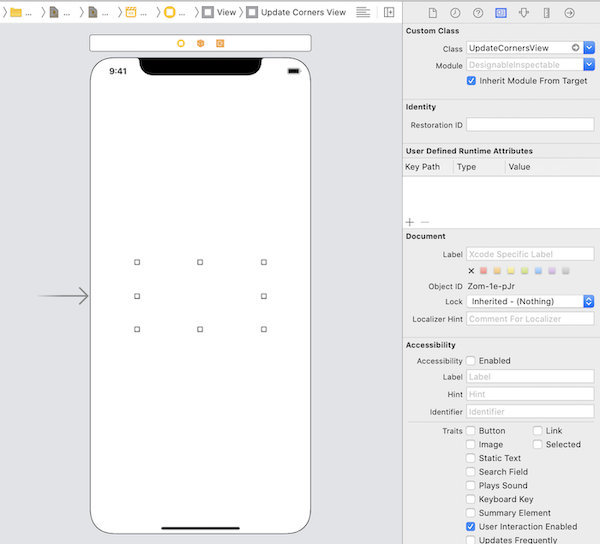 ... ... ... ... ... View Update Corners View
9:41
Custom Class
Class UpdateCornersView
Module DesignableInspectable
Inherit Module From Target
Identity
Restoration ID
User Defined Runtime Attributes
Key Path Type Value
Document
Label Xcode Specific Label
Object ID Zom-1e-pJr
Lock Inherited - (Nothing)
Localizer Hint Comment For Localizer
Accessibility
Accessibility Enabled
Label Label
Hint Hint
Identifier Identifier
Traits Button Link
Image Selected
Static Text
Search Field
Plays Sound
Keyboard Key
Summary Element
User Interaction Enabled
Updates Frequently